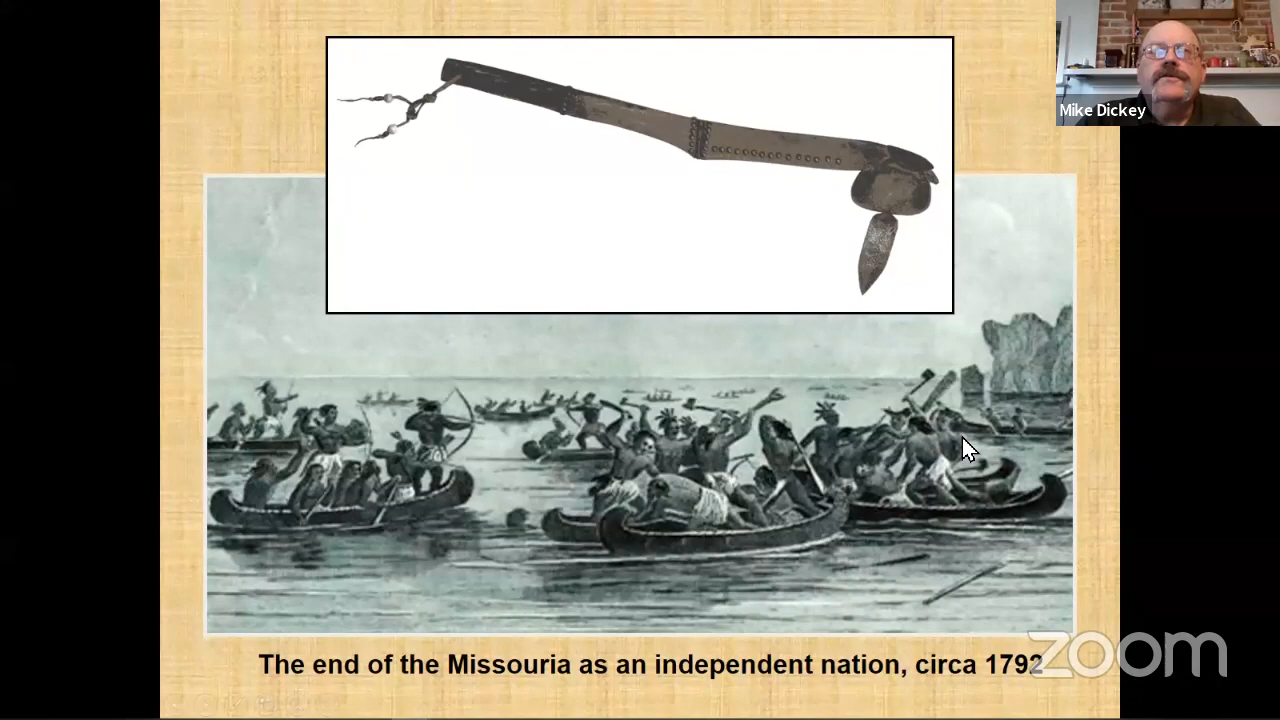 Mike Dickey
The end of the Missouria as an independent nation, circa 1792
zoom